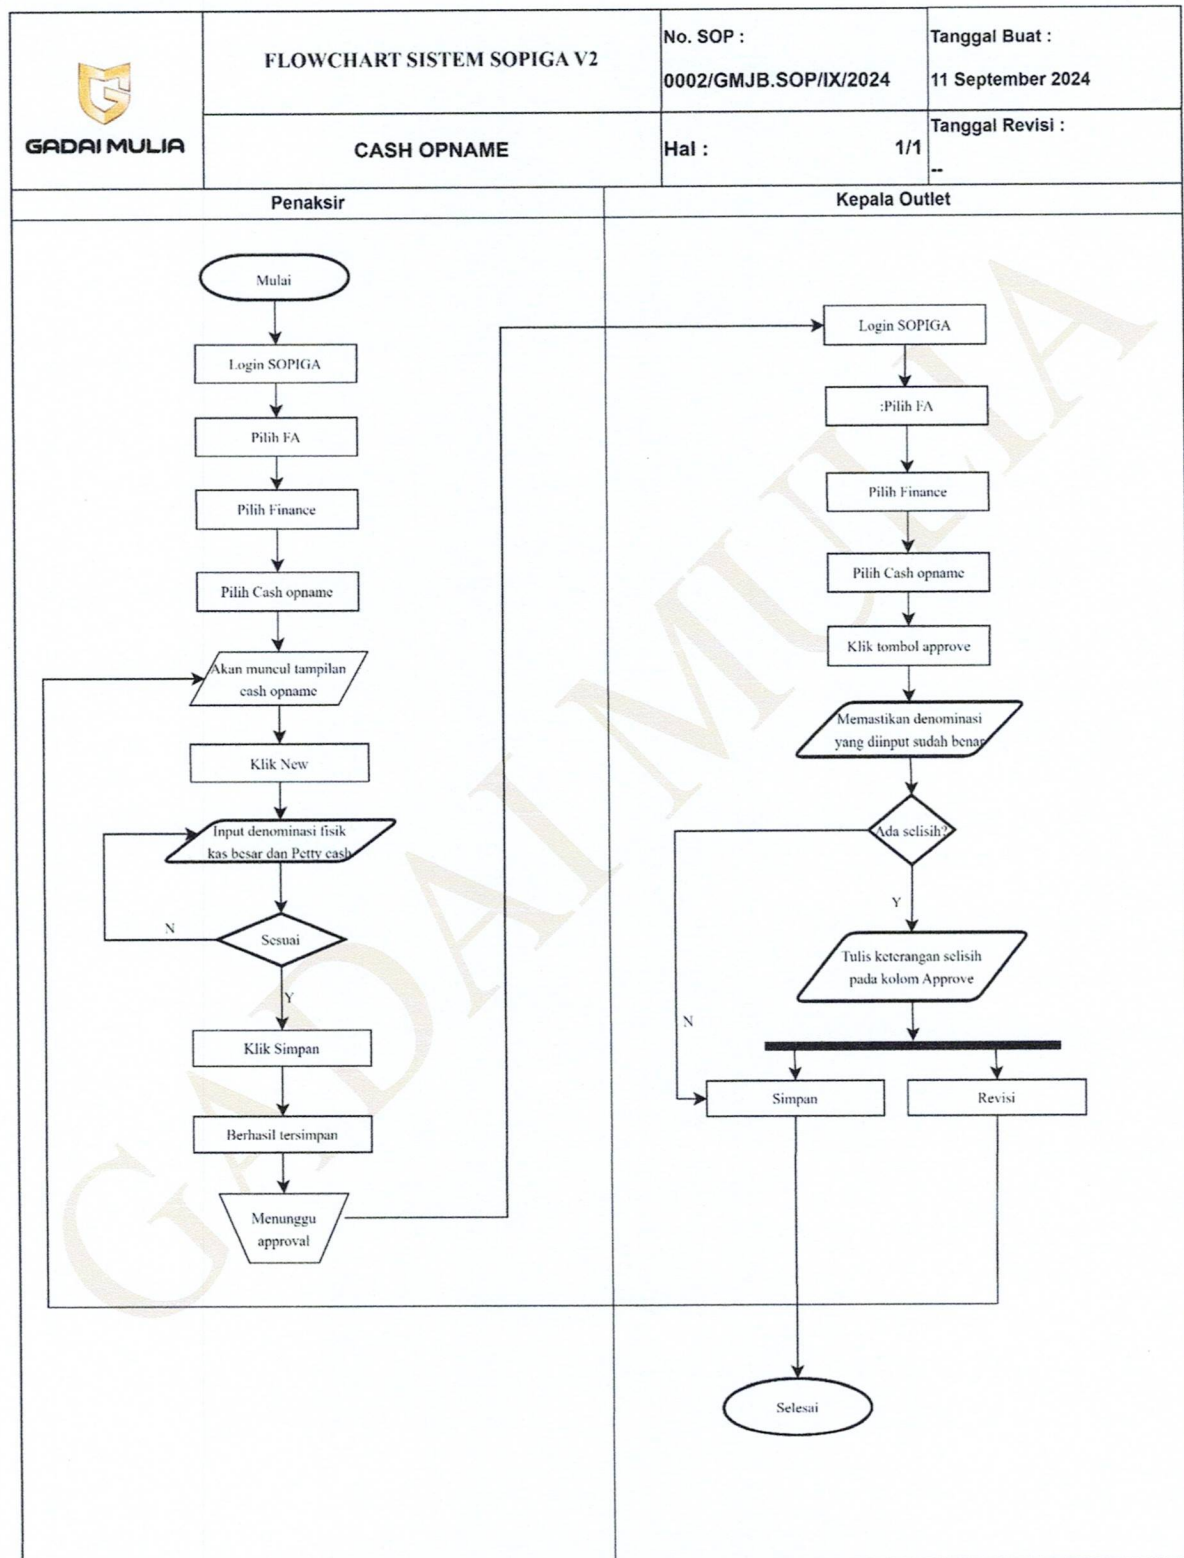 FLOWCHART SISTEM SOPIGA V2
No. SOP :
0002/GMJB.SOP/IX/2024
Tanggal Buat :
11 September 2024
GADAI MULIA
CASH OPNAME
Hal : 1/1
Tanggal Revisi :
--
Penaksir
Kepala Outlet
Mulai
Login SOPIGA
Pilih FA
Pilih Finance
Pilih Cash opname
Akan muncul tampilan
cash opname
Klik New
Input denominasi fisik
kas besar dan Petty cash
N
Sesuai
Y
Klik Simpan
Berhasil tersimpan
Menunggu
approval
Login SOPIGA
:Pilih FA
Pilih Finance
Pilih Cash opname
Klik tombol approve
Memastikan denominasi
yang diinput sudah benar
Ada selisih?
Y
Tulis keterangan selisih
pada kolom Approve
N
Simpan
Revisi
Selesai
GADAI MULIA